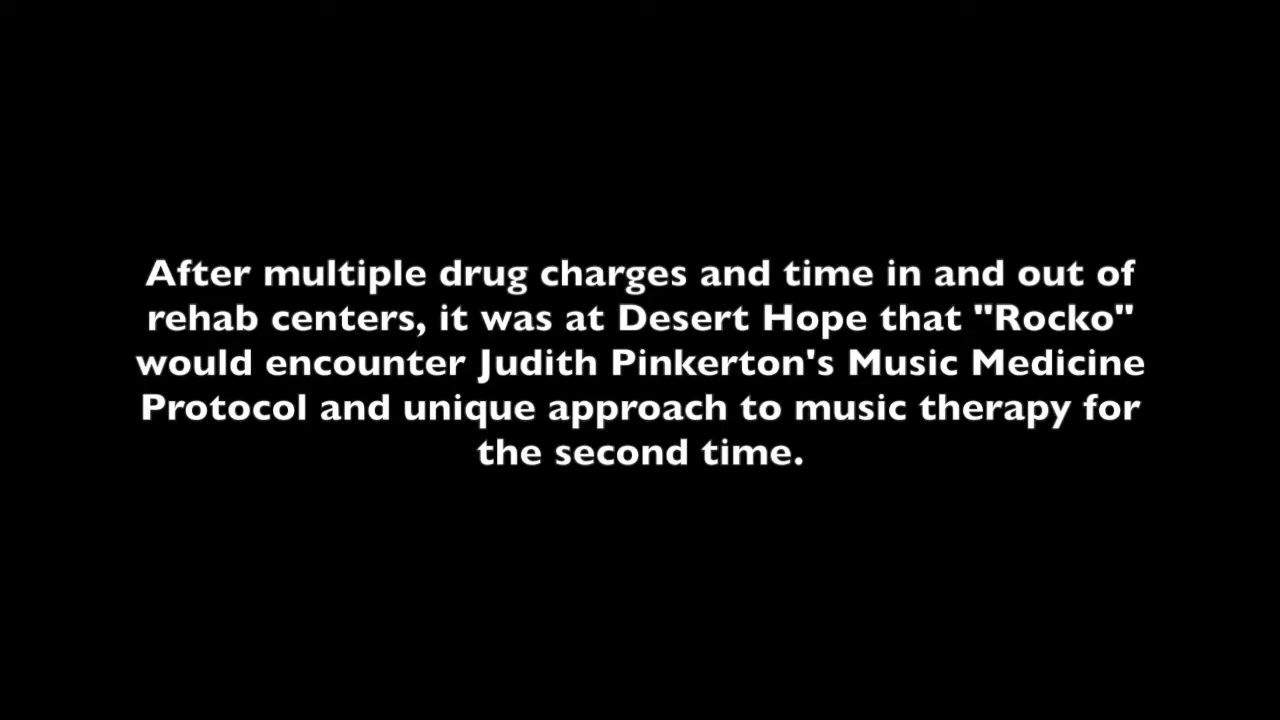 After multiple drug charges and time in and out of
rehab centers, it was at Desert Hope that "Rocko"
would encounter Judith Pinkerton's Music Medicine
Protocol and unique approach to music therapy for
the second time.